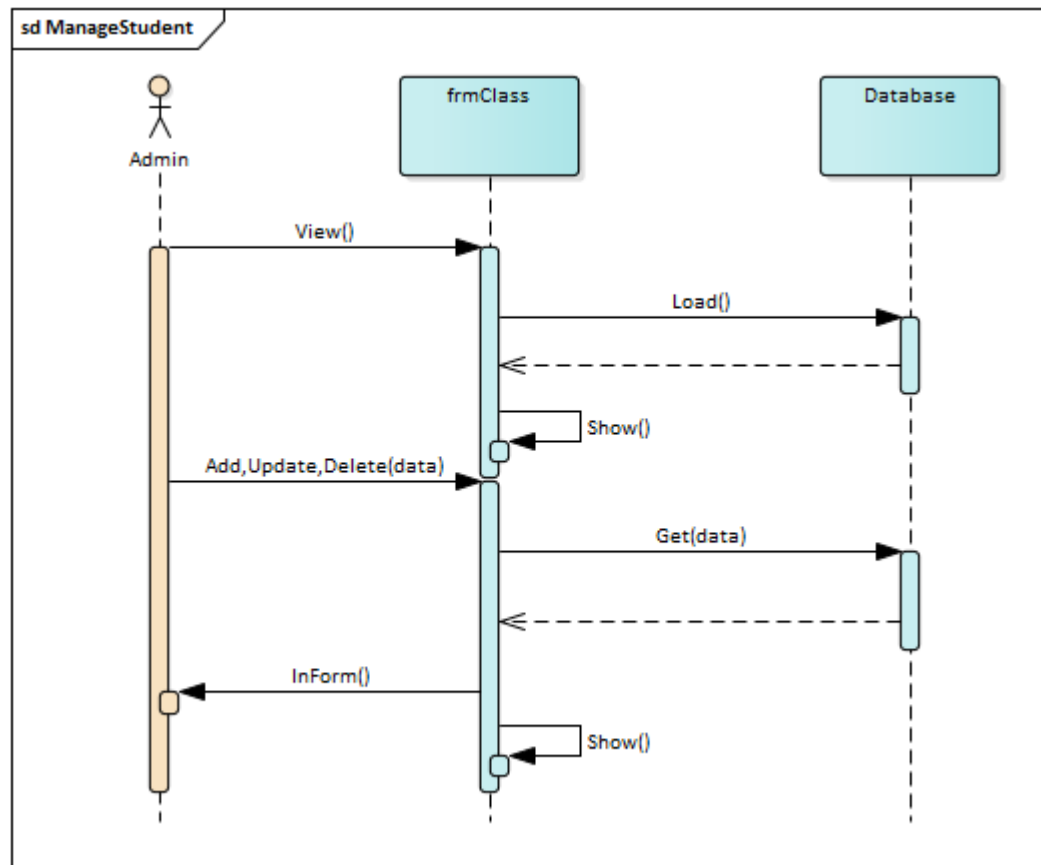 sd ManageStudent
frmClass
Database
Admin
View()
Load()
Show()
Add,Update,Delete(data)
Get(data)
InForm()
Show()